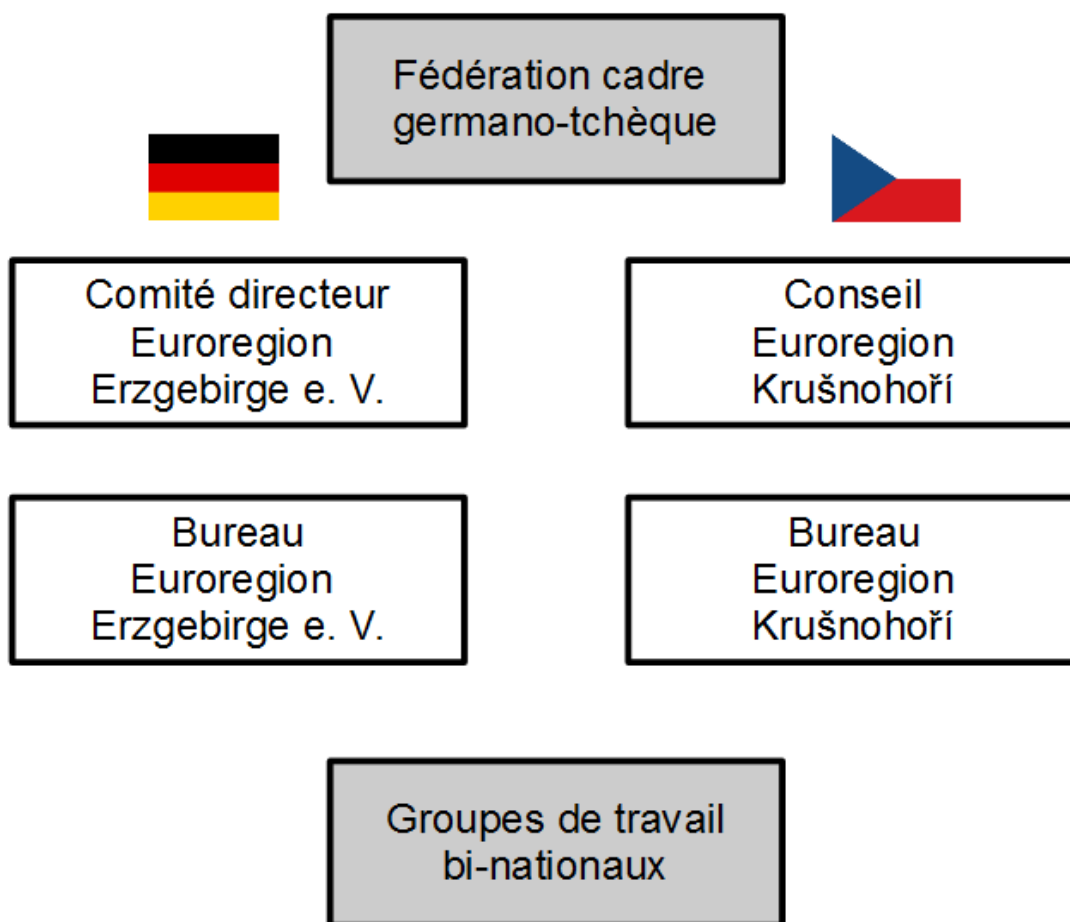 Fédération cadre
germano-tchèque
Comité directeur
Euroregion
Erzgebirge e. V.
Conseil
Euroregion
Krušnohoří
Bureau
Euroregion
Erzgebirge e. V.
Bureau
Euroregion
Krušnohoří
Groupes de travail
bi-nationaux